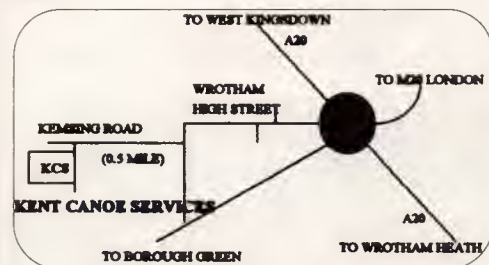 TO WEST KINGSDOWN
A20
TO M20 LONDON
WROTHAM
HIGH STREET
KEMSING ROAD
(0.5 MILE)
KCS
KENT CANOE SERVICES
A20
TO BOROUGH GREEN
TO WROTHAM HEATH